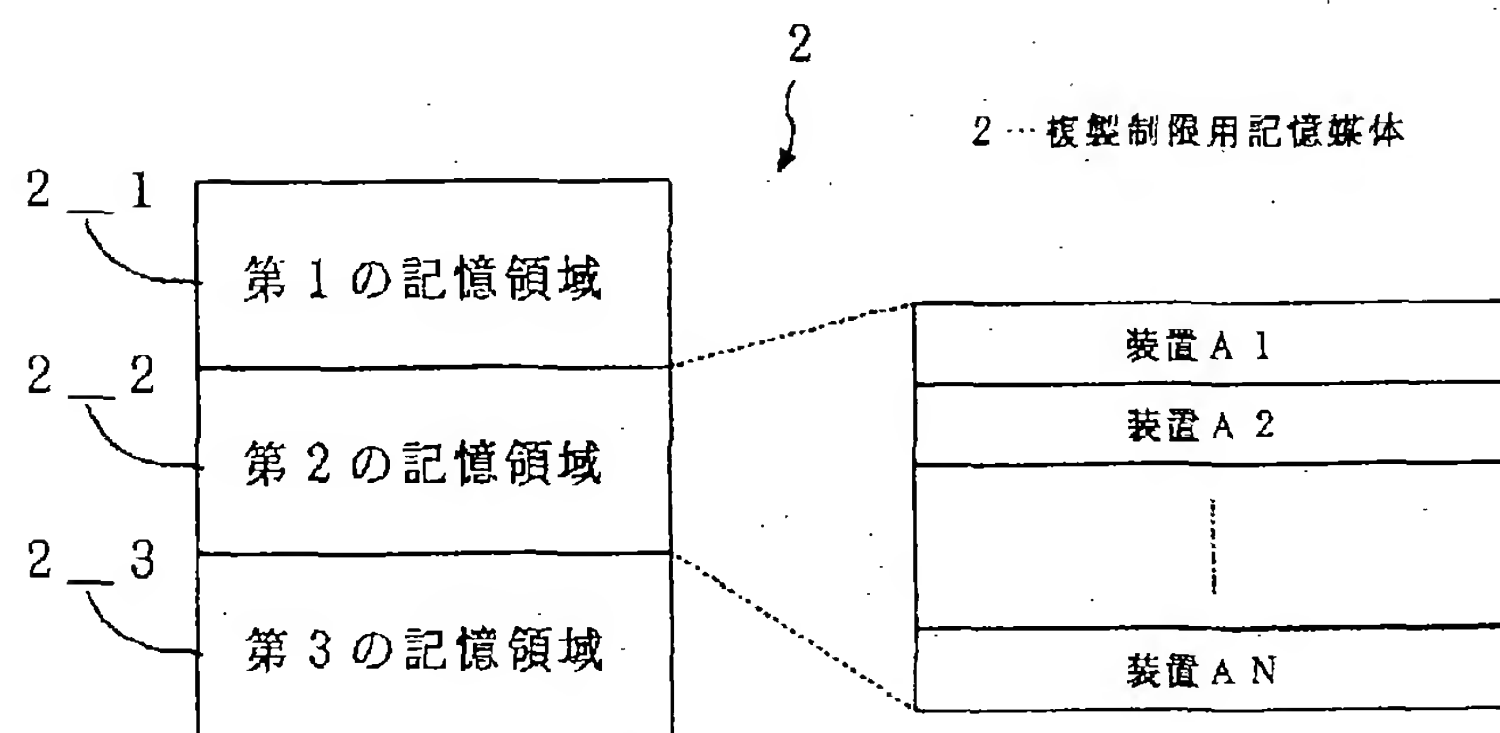 2
2…複製制限用記憶媒体
2_1
第1の記憶領域
2_2
第2の記憶領域
2_3
第3の記憶領域
装置A1
装置A2
装置AN